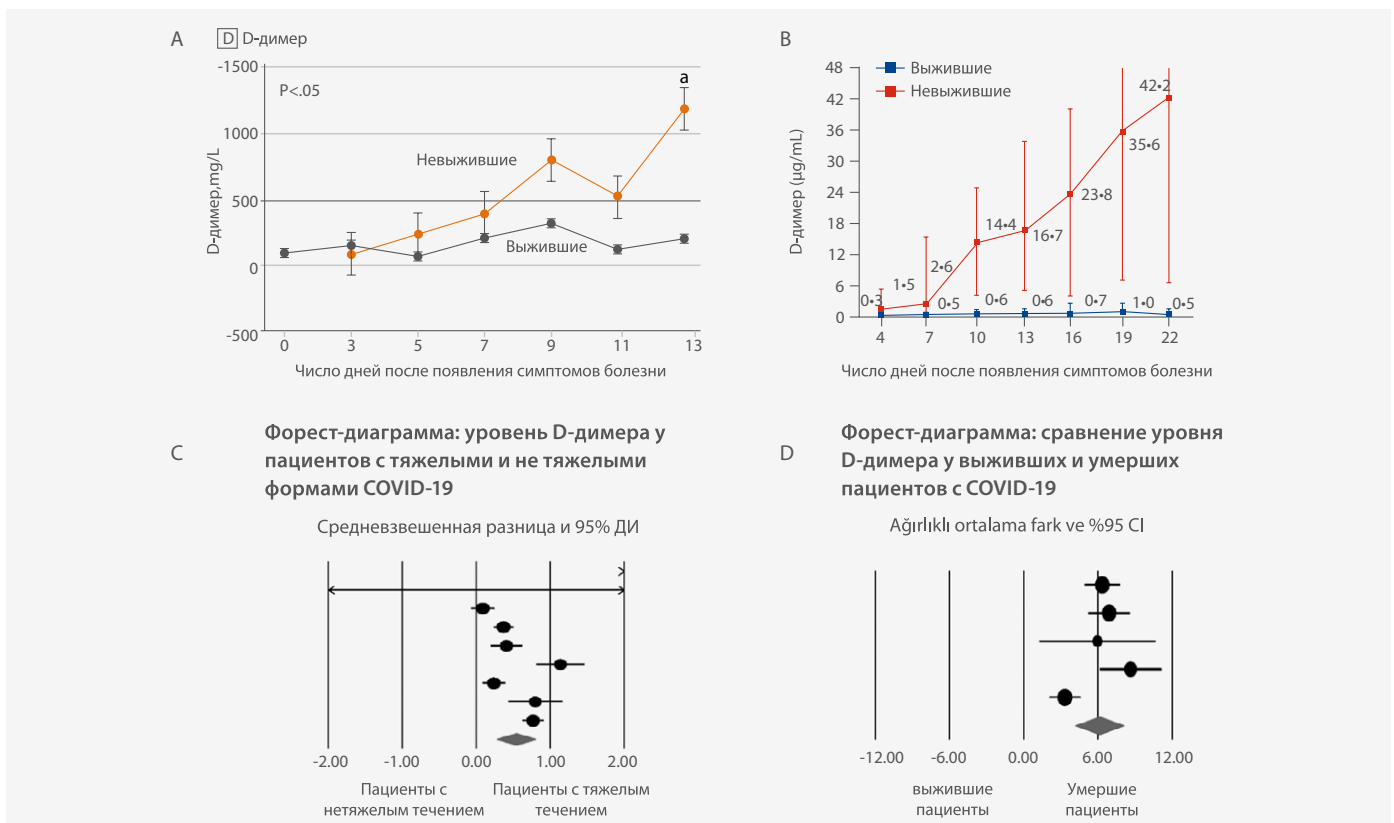 A
D D-димер
-1500
1000
500
0
-500
D-димер,mg/L
P<.05
a
Невыжившие
Выжившие
0 3 5 7 9 11 13
Число дней после появления симптомов болезни
B
Выжившие
Невыжившие
48
42
36
30
24
18
12
6
0
D-димер (µg/mL)
42•2
35•6
23•8
14•4
16•7
2•6
1•5
0•3
0•5
0•6
0•6
0•7
1•0
0•5
4 7 10 13 16 19 22
Число дней после появления симптомов болезни
C
Форест-диаграмма: уровень D-димера у
пациентов с тяжелыми и не тяжелыми
формами COVID-19
Средневзвешенная разница и 95% ДИ
-2.00 -1.00 0.00 1.00 2.00
Пациенты с
нетяжелым течением
Пациенты с тяжелым
течением
D
Форест-диаграмма: сравнение уровня
D-димера у выживших и умерших
пациентов с COVID-19
Ağırlıklı ortalama fark ve %95 CI
-12.00 -6.00 0.00 6.00 12.00
выжившие
пациенты
Умершие
пациенты